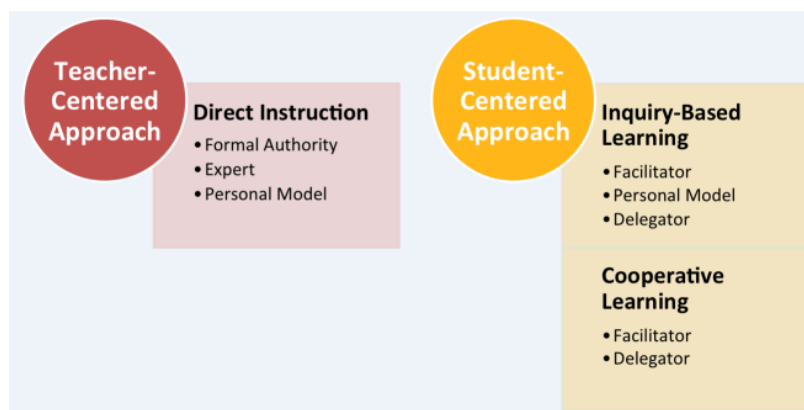 Teacher-
Centered
Approach
Direct Instruction
• Formal Authority
• Expert
• Personal Model
Student-
Centered
Approach
Inquiry-Based
Learning
• Facilitator
• Personal Model
• Delegator
Cooperative
Learning
• Facilitator
• Delegator